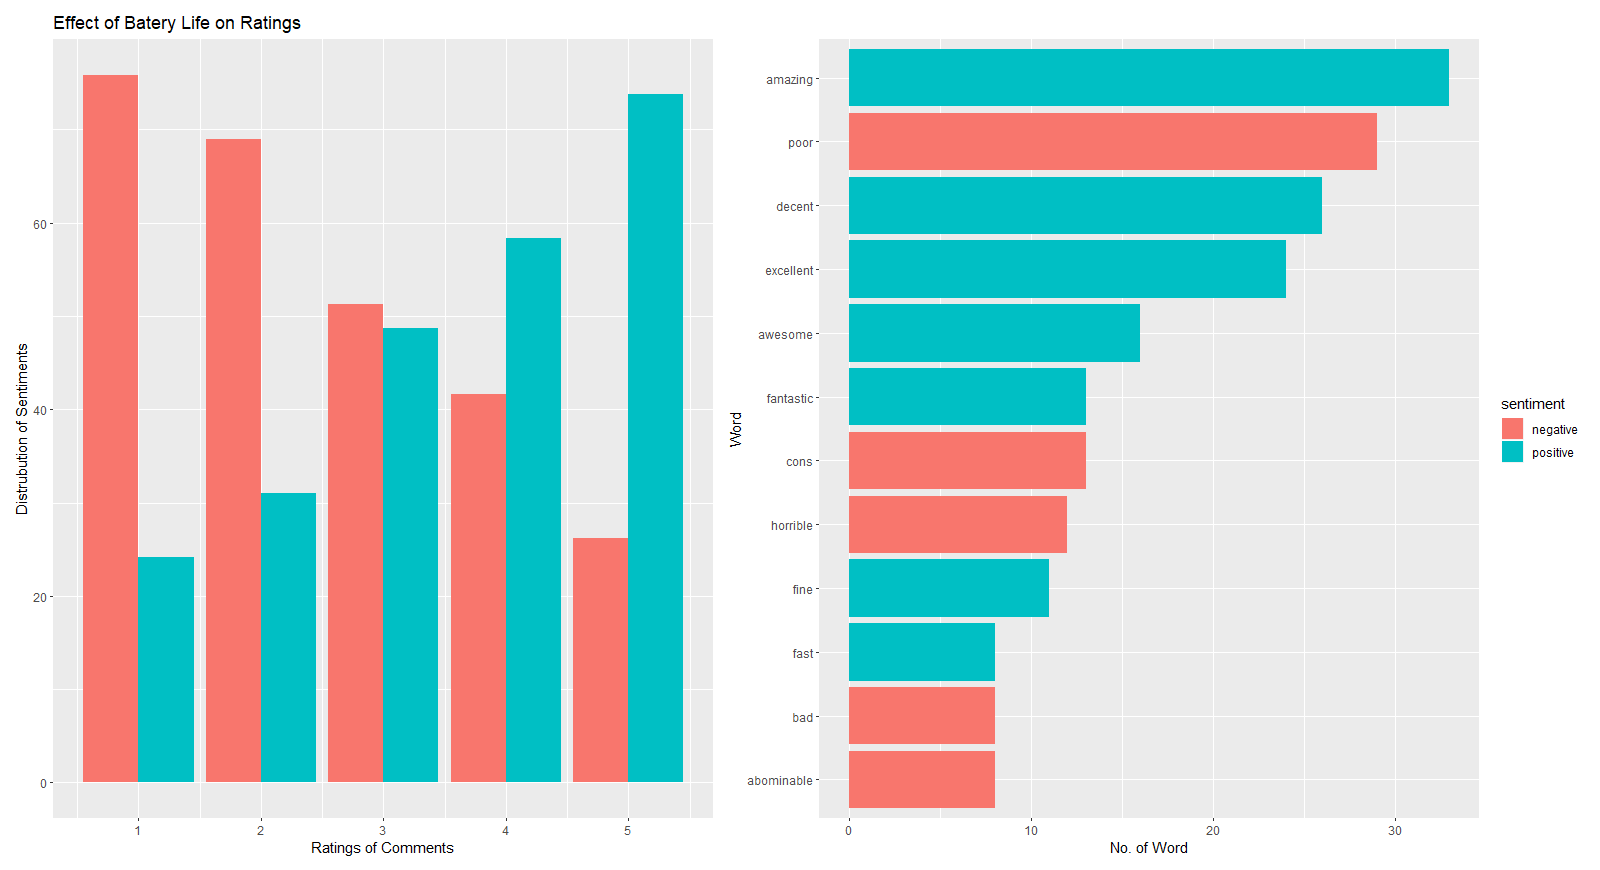 Effect of Batery Life on Ratings
Distrubution of Sentiments
60
40
20
0
1 2 3 4 5
Ratings of Comments
Word
amazing
poor
decent
excellent
awesome
fantastic
cons
horrible
fine
fast
bad
abominable
0 10 20 30
No. of Word
sentiment
negative
positive